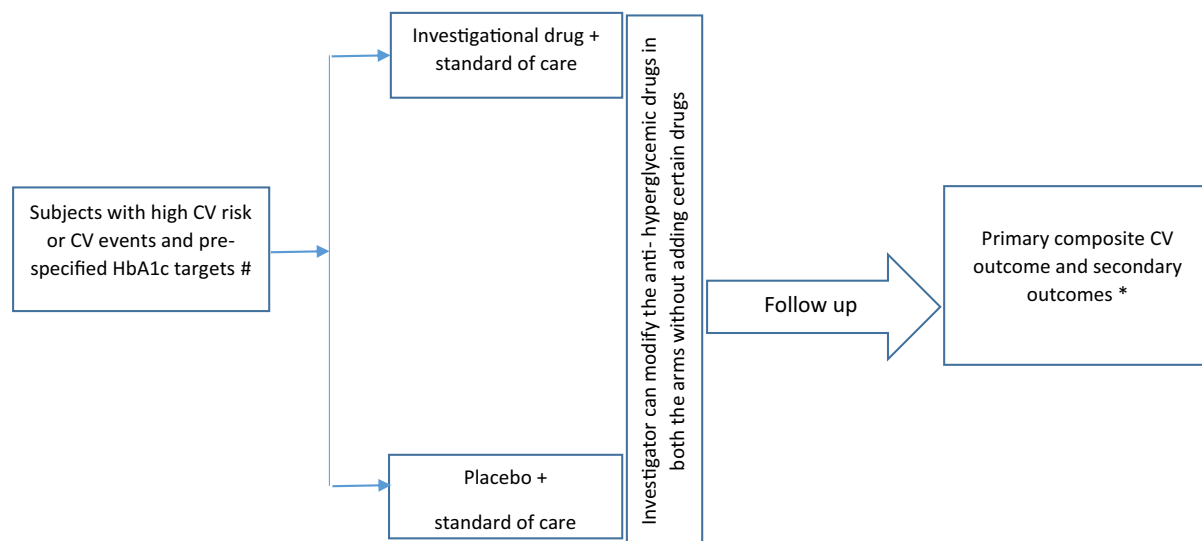 Investigational drug +
standard of care
Subjects with high CV risk
or CV events and pre-
specified HbA1c targets #
Placebo +
standard of care
Investigator can modify the anti- hyperglycemic drugs in
both the arms without adding certain drugs
Follow up
Primary composite CV
outcome and secondary
outcomes *